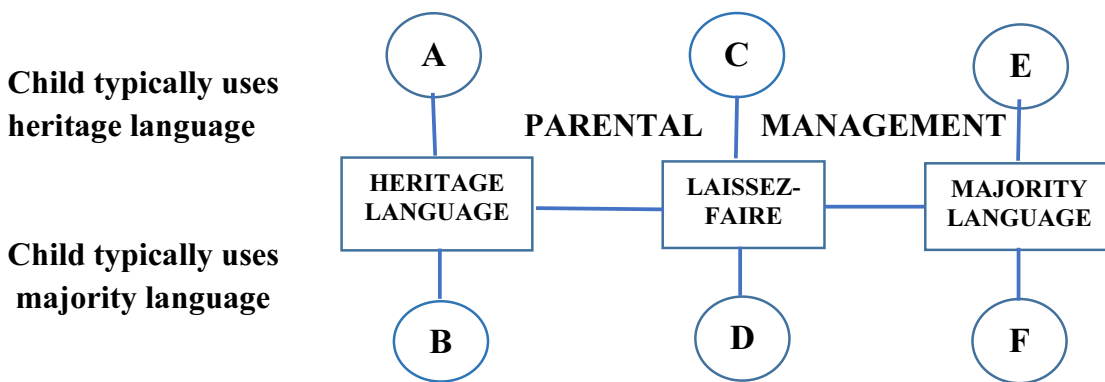 A
C
E
Child typically uses
heritage language
PARENTAL MANAGEMENT
HERITAGE
LANGUAGE
LAISSEZ-
FAIRE
MAJORITY
LANGUAGE
Child typically uses
majority language
B
D
F